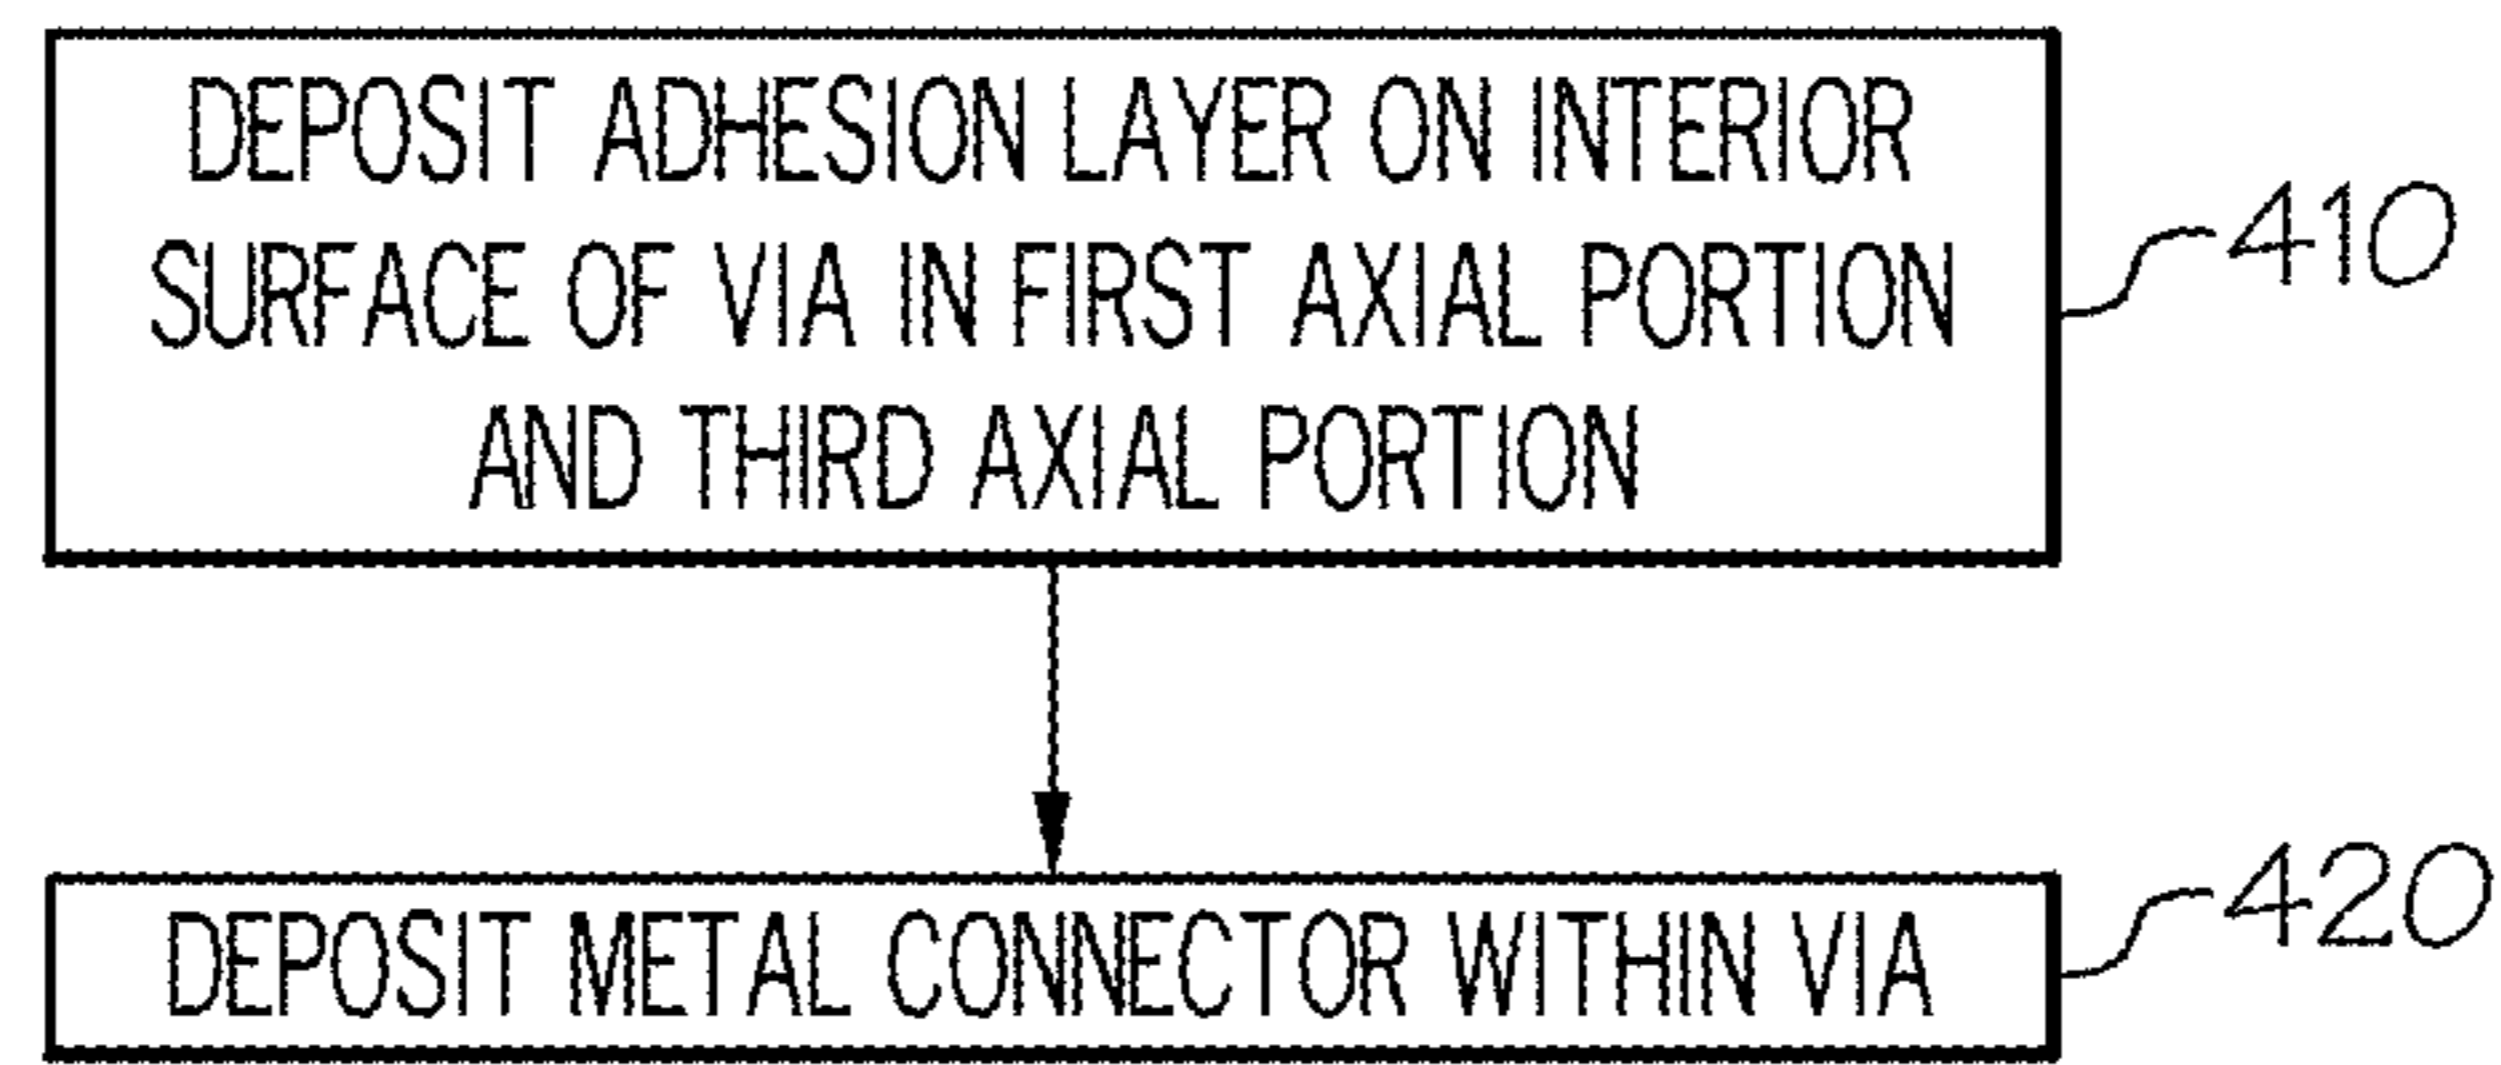 DEPOSIT ADHESION LAYER ON INTERIOR
SURFACE OF VIA IN FIRST AXIAL PORTION
AND THIRD AXIAL PORTION
410
DEPOSIT METAL CONNECTOR WITHIN VIA
420